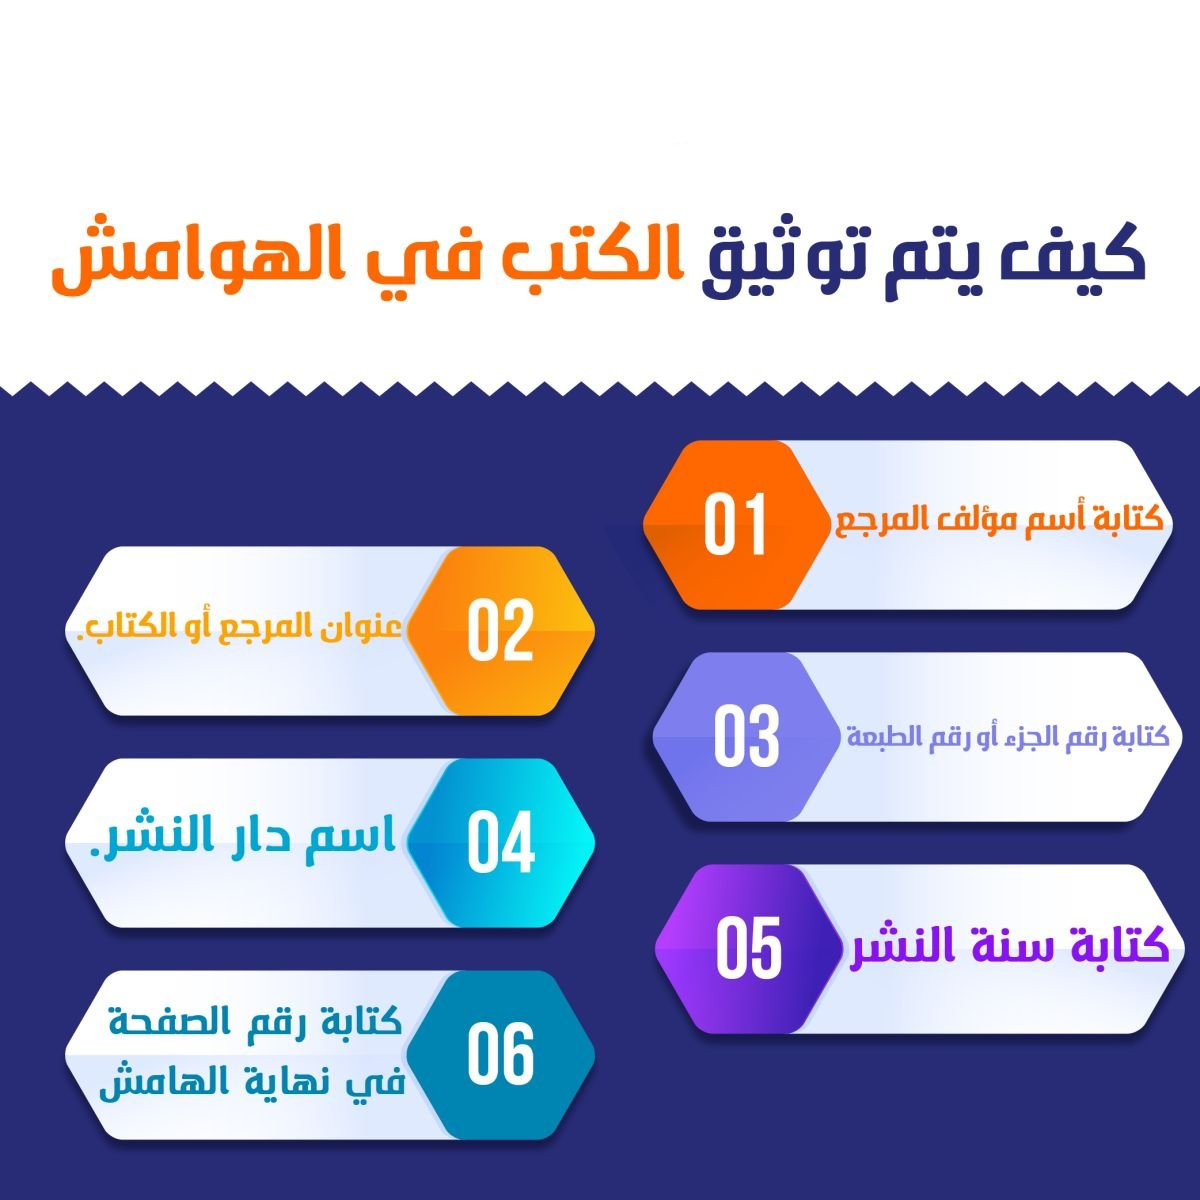 كيف يتم توثيق الكتب في الهوامش
01
كتابة أسم مؤلف المرجع
02
عنوان المرجع أو الكتاب.
03
كتابة رقم الجزء أو رقم الطبعة
04
اسم دار النشر.
05
كتابة سنة النشر
06
كتابة رقم الصفحة
في نهاية الهامش